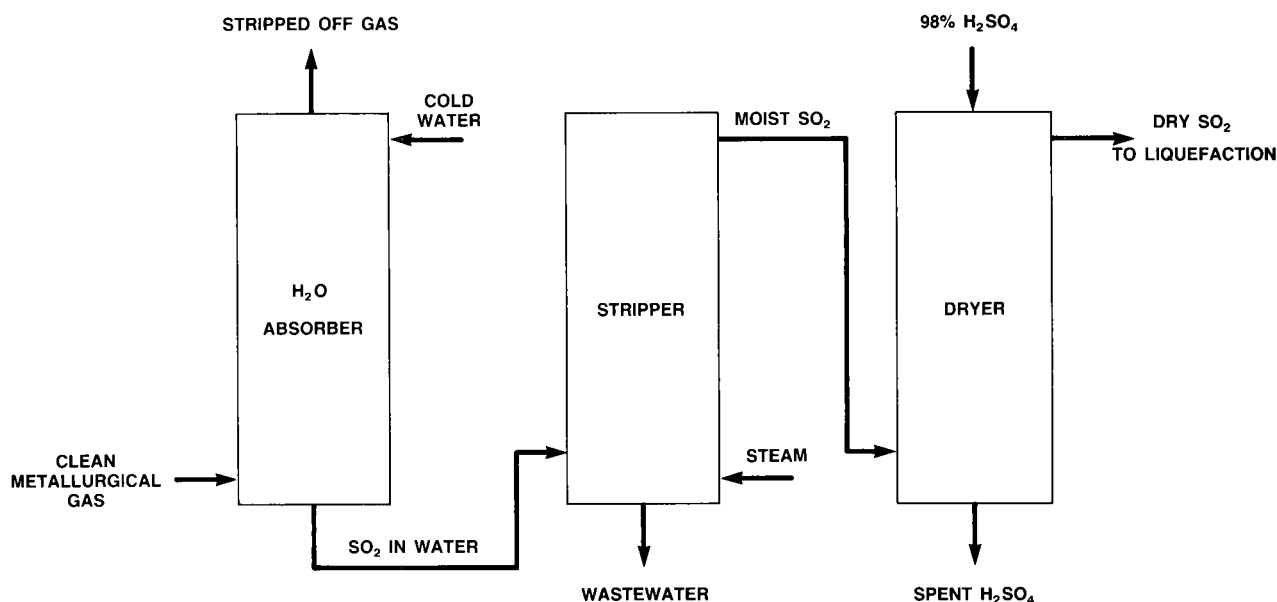 STRIPPED OFF GAS
98% H₂SO₄
COLD
WATER
MOIST SO₂
DRY SO₂
TO LIQUEFACTION
H₂O
ABSORBER
STRIPPER
DRYER
CLEAN
METALLURGICAL
GAS
STEAM
SO₂ IN WATER
WASTEWATER
SPENT H₂SO₄